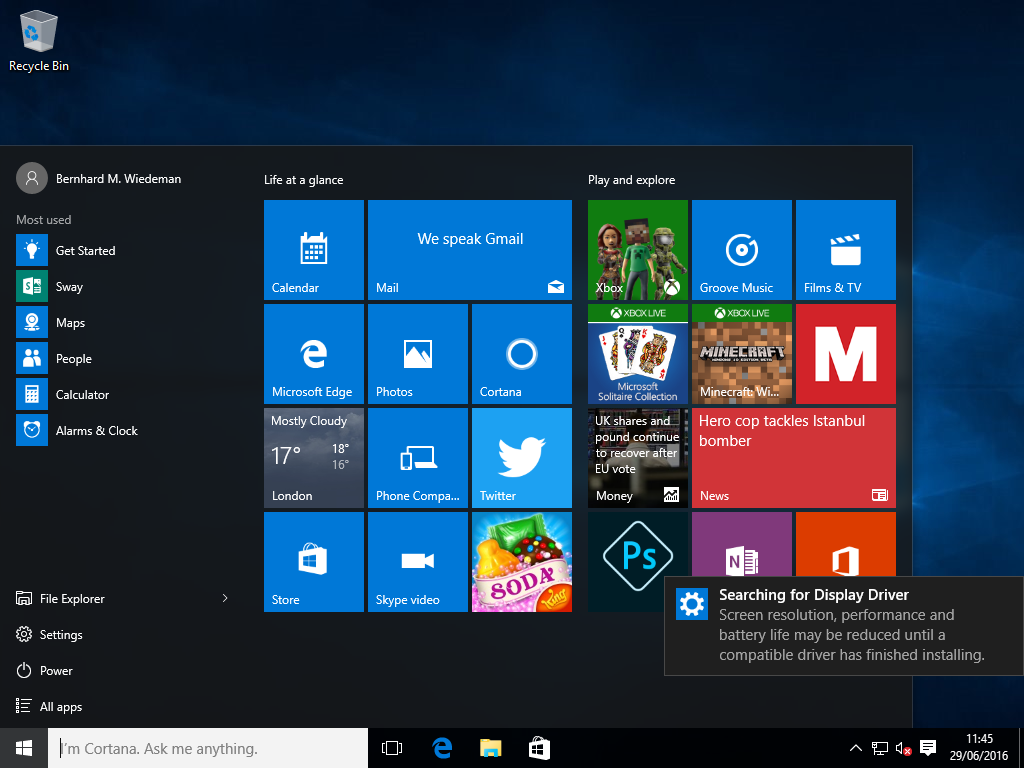 Recycle Bin
Bernhard M. Wiedeman
Most used
Get Started
Sway
Maps
People
Calculator
Alarms & Clock
File Explorer
Settings
Power
All apps
Life at a glance
Calendar
We speak Gmail
Mail
Microsoft Edge
Photos
Cortana
Mostly Cloudy
17°
18°
16°
London
Phone Compa...
Twitter
Store
Skype video
SODA
King
Play and explore
Xbox
Groove Music
Films & TV
XBOX LIVE
Microsoft
Solitaire Collection
XBOX LIVE
MINECRAFT
WINDOWS 10 EDITION BETA
Minecraft: Wi...
M
UK shares and
pound continue
to recover after
EU vote
Money
Hero cop tackles Istanbul
bomber
News
Ps
N
Searching for Display Driver
Screen resolution, performance and
battery life may be reduced until a
compatible driver has finished installing.
I'm Cortana. Ask me anything.
11:45
29/06/2016